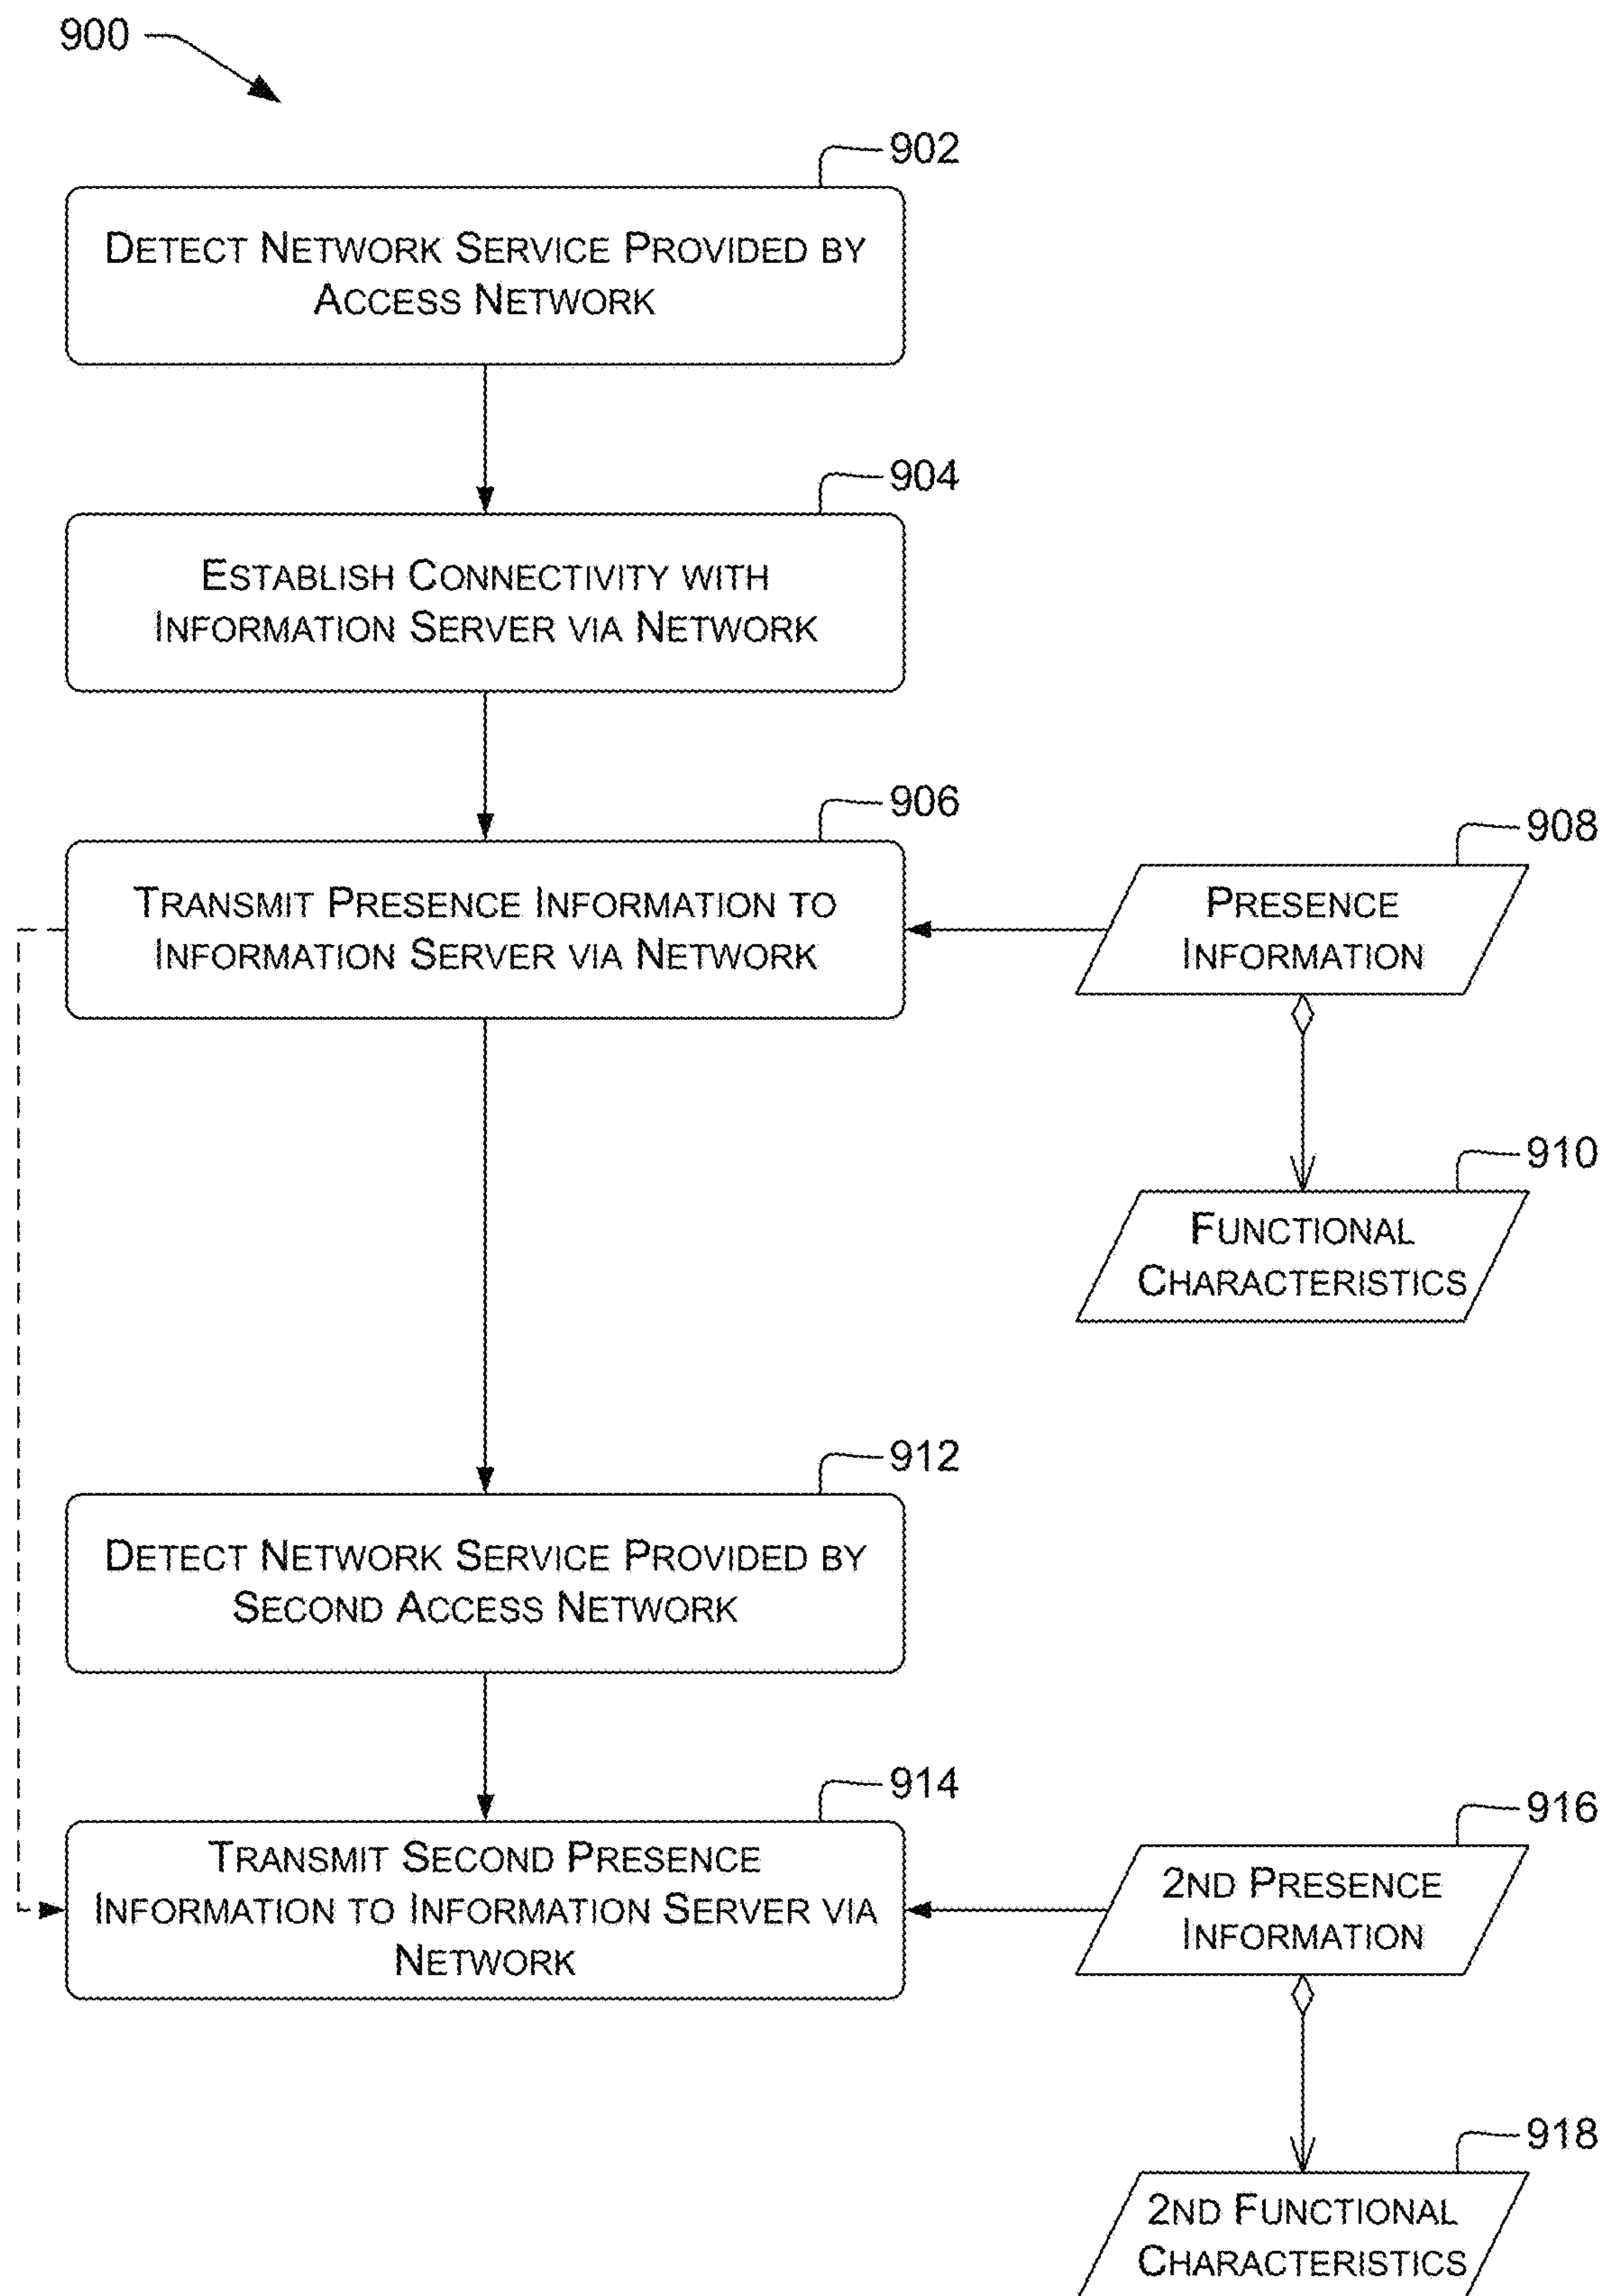 900
902
DETECT NETWORK SERVICE PROVIDED BY
ACCESS NETWORK
904
ESTABLISH CONNECTIVITY WITH
INFORMATION SERVER VIA NETWORK
906
TRANSMIT PRESENCE INFORMATION TO
INFORMATION SERVER VIA NETWORK
908
PRESENCE
INFORMATION
910
FUNCTIONAL
CHARACTERISTICS
912
DETECT NETWORK SERVICE PROVIDED BY
SECOND ACCESS NETWORK
914
TRANSMIT SECOND PRESENCE
INFORMATION TO INFORMATION SERVER VIA
NETWORK
916
2ND PRESENCE
INFORMATION
918
2ND FUNCTIONAL
CHARACTERISTICS